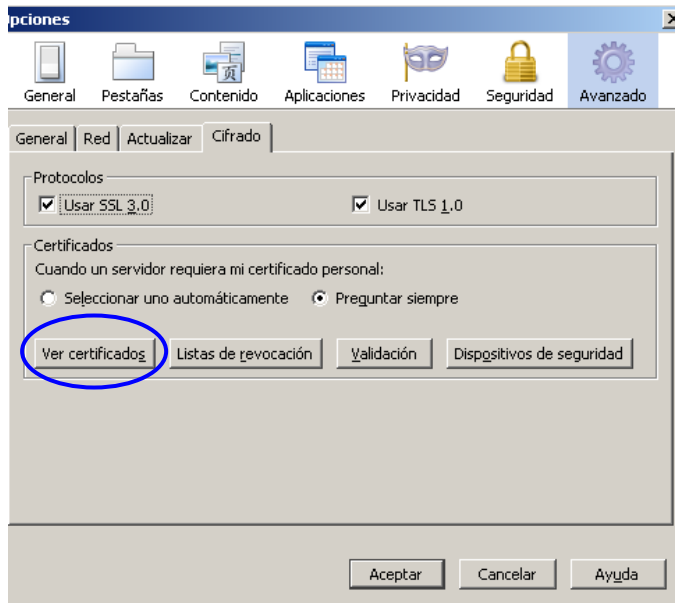 Opciones
General Pestañas Contenido Aplicaciones Privacidad Seguridad Avanzado
General Red Actualizar Cifrado
Protocolos
Usar SSL 3.0 Usar TLS 1.0
Certificados
Cuando un servidor requiera mi certificado personal:
Seleccionar uno automáticamente Preguntar siempre
Ver certificados Listas de revocación Validación Dispositivos de seguridad
Aceptar Cancelar Ayuda